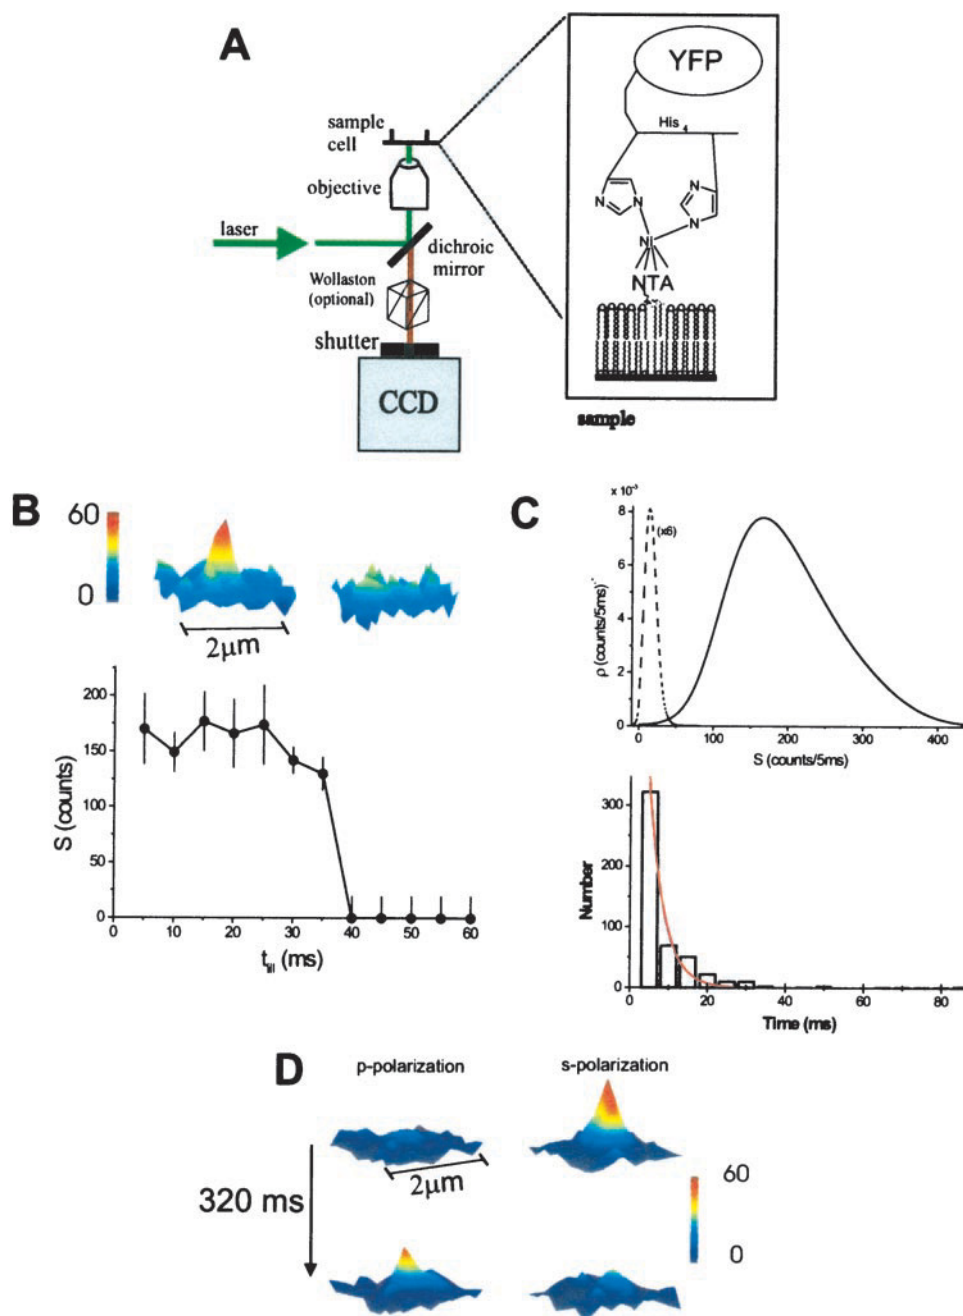 A
sample
cell
objective
laser
dichroic
mirror
Wollaston
(optional)
shutter
CCD
YFP
His 4
N
N
N
N
Ni
NTA
sample
B
60
0
2μm
S (counts)
200
150
100
50
0
0 10 20 30 40 50 60
t_ill (ms)
C
x 10⁻³
8
6
4
2
0
(x6)
ρ (counts/5ms)⁻¹
0 100 200 300 400
S (counts/5ms)
Number
300
200
100
0
0 20 40 60 80
Time (ms)
D
p-polarization s-polarization
320 ms
2μm
60
0